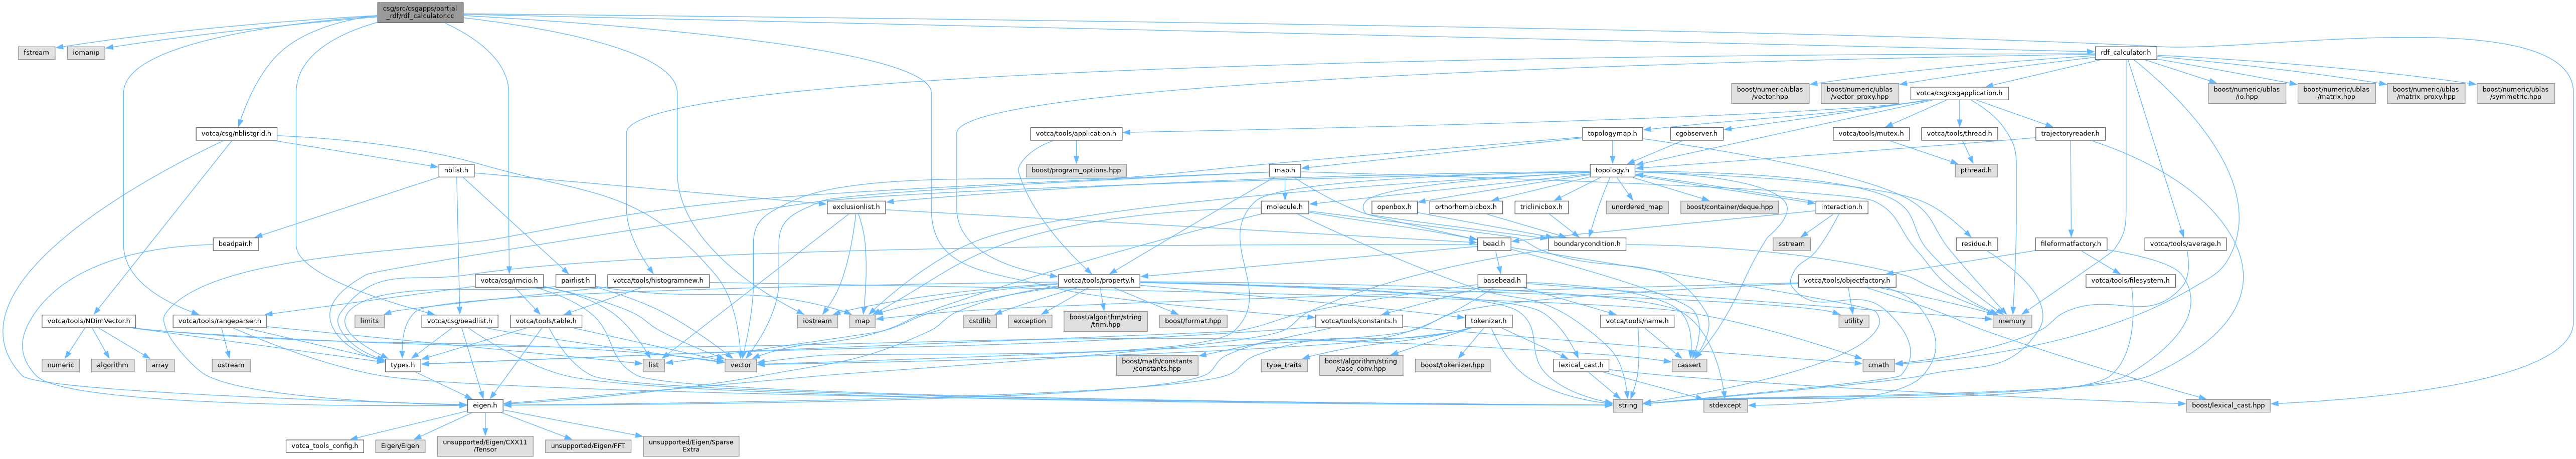 csg/src/csgapps/partial
_rdf/rdf_calculator.cc
fstream
iomanip
rdf_calculator.h
boost/numeric/ublas
/vector.hpp
boost/numeric/ublas
/vector_proxy.hpp
votca/csg/csgapplication.h
boost/numeric/ublas
/io.hpp
boost/numeric/ublas
/matrix.hpp
boost/numeric/ublas
/matrix_proxy.hpp
boost/numeric/ublas
/symmetric.hpp
votca/csg/nblistgrid.h
votca/tools/application.h
topologymap.h
cgobserver.h
votca/tools/mutex.h
votca/tools/thread.h
trajectoryreader.h
nblist.h
boost/program_options.hpp
map.h
topology.h
pthread.h
exclusionlist.h
molecule.h
openbox.h
orthorhombicbox.h
triclinicbox.h
unordered_map
boost/container/deque.hpp
interaction.h
beadpair.h
bead.h
boundarycondition.h
sstream
residue.h
fileformatfactory.h
votca/tools/average.h
votca/csg/imcio.h
pairlist.h
votca/tools/histogramnew.h
votca/tools/property.h
basebead.h
votca/tools/objectfactory.h
votca/tools/filesystem.h
votca/tools/NDimVector.h
votca/tools/rangeparser.h
votca/csg/beadlist.h
votca/tools/table.h
limits
iostream
map
cstdlib
exception
boost/algorithm/string
/trim.hpp
boost/format.hpp
votca/tools/constants.h
tokenizer.h
votca/tools/name.h
utility
memory
numeric
algorithm
array
ostream
types.h
list
vector
boost/math/constants
/constants.hpp
type_traits
boost/algorithm/string
/case_conv.hpp
boost/tokenizer.hpp
lexical_cast.h
cassert
cmath
eigen.h
string
stdexcept
boost/lexical_cast.hpp
votca_tools_config.h
Eigen/Eigen
unsupported/Eigen/CXX11
/Tensor
unsupported/Eigen/FFT
unsupported/Eigen/Sparse
Extra